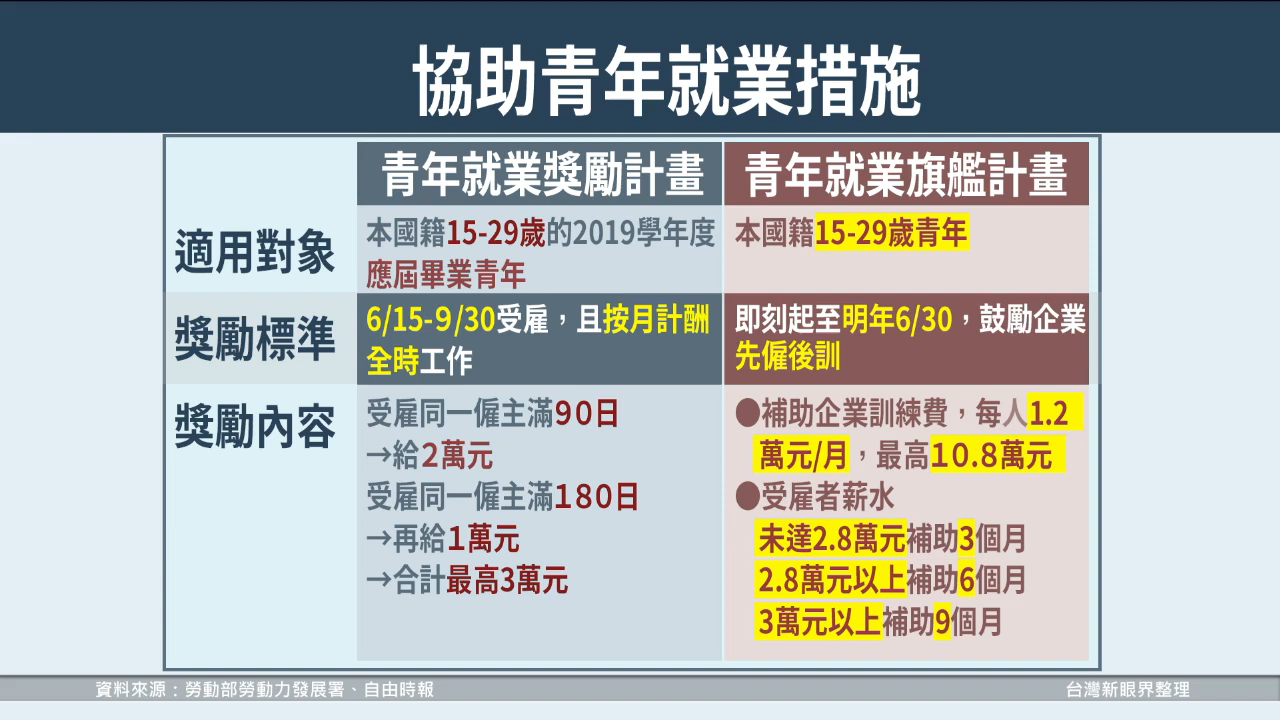 協助青年就業措施
青年就業獎勵計畫
青年就業旗艦計畫
適用對象
本國籍15-29歲的2019學年度
應屆畢業青年
本國籍15-29歲青年
獎勵標準
6/15-9/30受雇，且按月計酬
全時工作
即刻起至明年6/30，鼓勵企業
先僱後訓
獎勵內容
受雇同一僱主滿90日
→給2萬元
受雇同一僱主滿180日
→再給1萬元
→合計最高3萬元
●補助企業訓練費，每人1.2
萬元/月，最高10.8萬元
●受雇者薪水
未達2.8萬元補助3個月
2.8萬元以上補助6個月
3萬元以上補助9個月
資料來源：勞動部勞動力發展署、自由時報
台灣新眼界整理